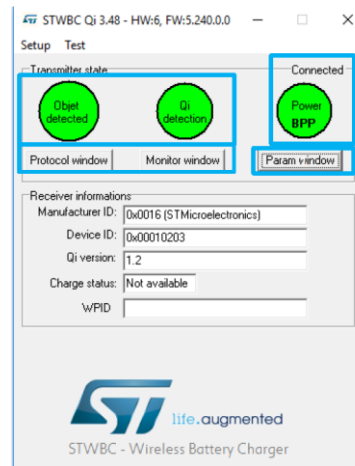 STWBC Qi 3.48 - HW:6, FW:5.240.0.0
Setup Test
Transmitter state
Connected
Objet detected
Qi detection
Power BPP
Protocol window
Monitor window
Param window
Receiver informations
Manufacturer ID: 0x0016 (STMicroelectronics)
Device ID: 0x00010203
Qi version: 1.2
Charge status: Not available
WPID
ST life.augmented
STWBC - Wireless Battery Charger